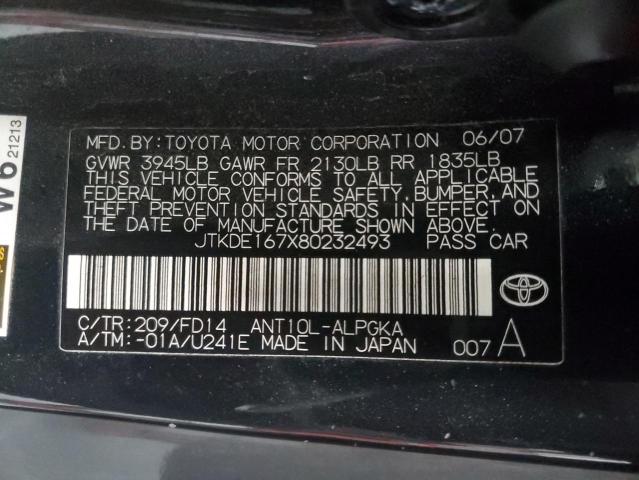 MFD. BY: TOYOTA MOTOR CORPORATION 06/07
GVWR 3945LB GAWR FR 2130LB RR 1835LB
THIS VEHICLE CONFORMS TO ALL APPLICABLE
FEDERAL MOTOR VEHICLE SAFETY, BUMPER, AND
THEFT PREVENTION STANDARDS IN EFFECT ON
THE DATE OF MANUFACTURE SHOWN ABOVE.
JTKDE167X80232493 PASS CAR
C/TR: 209/FD14 ANT10L-ALPGKA
A/TM: -01A/U241E MADE IN JAPAN 007 A
W6
21213